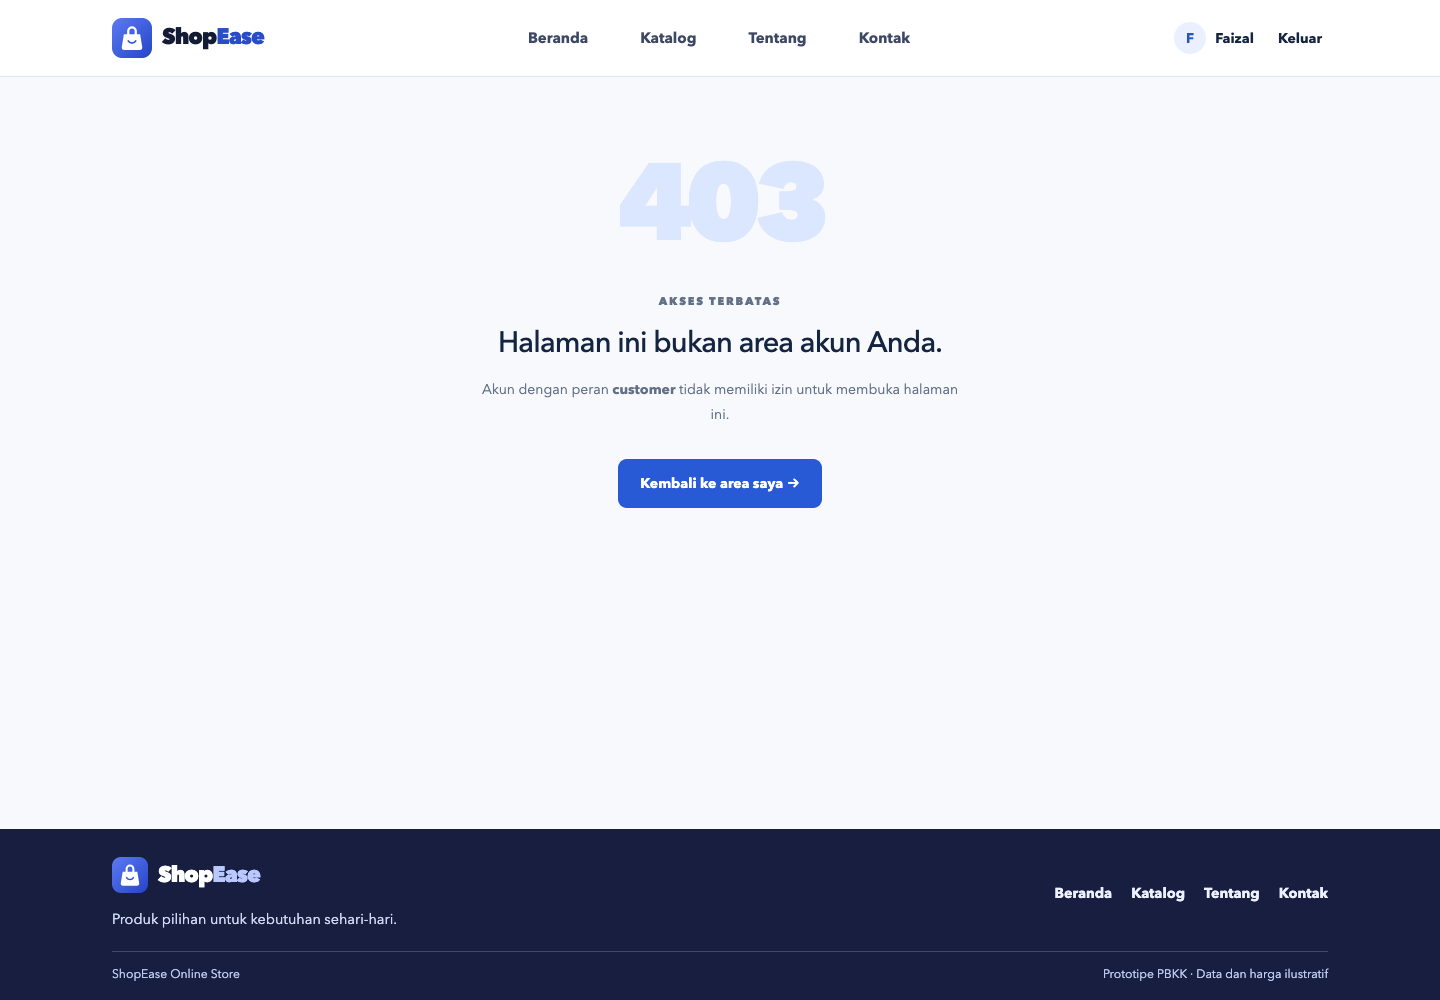 ShopEase
Beranda Katalog Tentang Kontak
F Faizal Keluar
403
AKSES TERBATAS
Halaman ini bukan area akun Anda.
Akun dengan peran customer tidak memiliki izin untuk membuka halaman
ini.
Kembali ke area saya →
ShopEase
Produk pilihan untuk kebutuhan sehari-hari.
Beranda Katalog Tentang Kontak
ShopEase Online Store
Prototipe PBKK · Data dan harga ilustratif